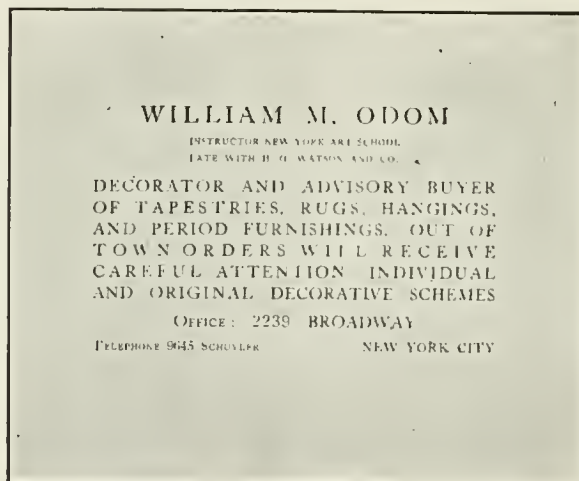 WILLIAM M. ODOM
INSTRUCTOR NEW YORK ART SCHOOL
LATE WITH H. O. WATSON AND CO.
DECORATOR AND ADVISORY BUYER
OF TAPESTRIES, RUGS, HANGINGS,
AND PERIOD FURNISHINGS. OUT OF
TOWN ORDERS WILL RECEIVE
CAREFUL ATTENTION INDIVIDUAL
AND ORIGINAL DECORATIVE SCHEMES
OFFICE: 2239 BROADWAY
TELEPHONE 9645 SCHUYLER NEW YORK CITY